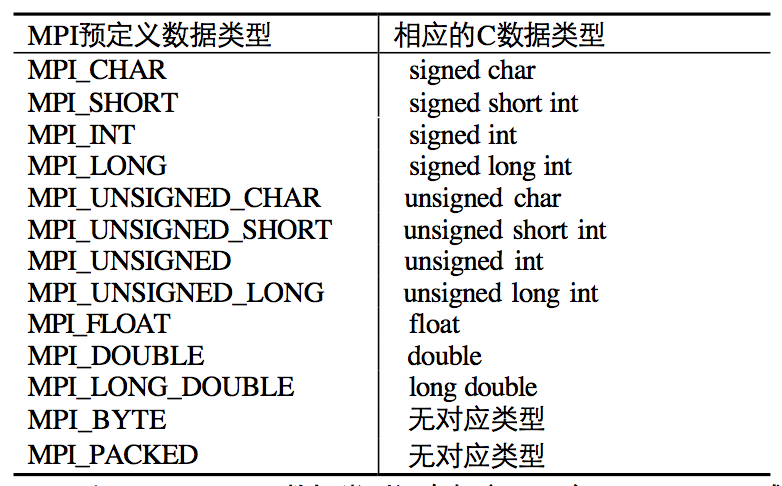 MPI预定义数据类型 相应的C数据类型
MPI_CHAR signed char
MPI_SHORT signed short int
MPI_INT signed int
MPI_LONG signed long int
MPI_UNSIGNED_CHAR unsigned char
MPI_UNSIGNED_SHORT unsigned short int
MPI_UNSIGNED unsigned int
MPI_UNSIGNED_LONG unsigned long int
MPI_FLOAT float
MPI_DOUBLE double
MPI_LONG_DOUBLE long double
MPI_BYTE 无对应类型
MPI_PACKED 无对应类型